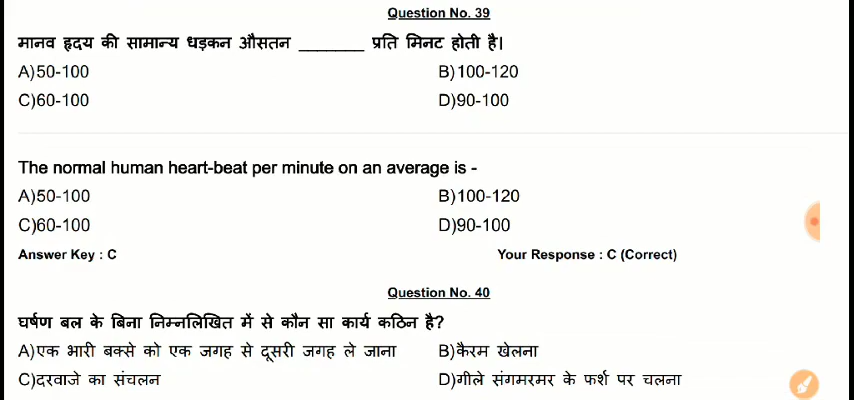 Question No. 39
मानव हृदय की सामान्य धड़कन औसतन ________ प्रति मिनट होती है।
A)50-100 B)100-120
C)60-100 D)90-100
The normal human heart-beat per minute on an average is -
A)50-100 B)100-120
C)60-100 D)90-100
Answer Key : C Your Response : C (Correct)
Question No. 40
घर्षण बल के बिना निम्नलिखित में से कौन सा कार्य कठिन है?
A)एक भारी बक्से को एक जगह से दूसरी जगह ले जाना B)कैरम खेलना
C)दरवाजे का संचलन D)गीले संगमरमर के फर्श पर चलना